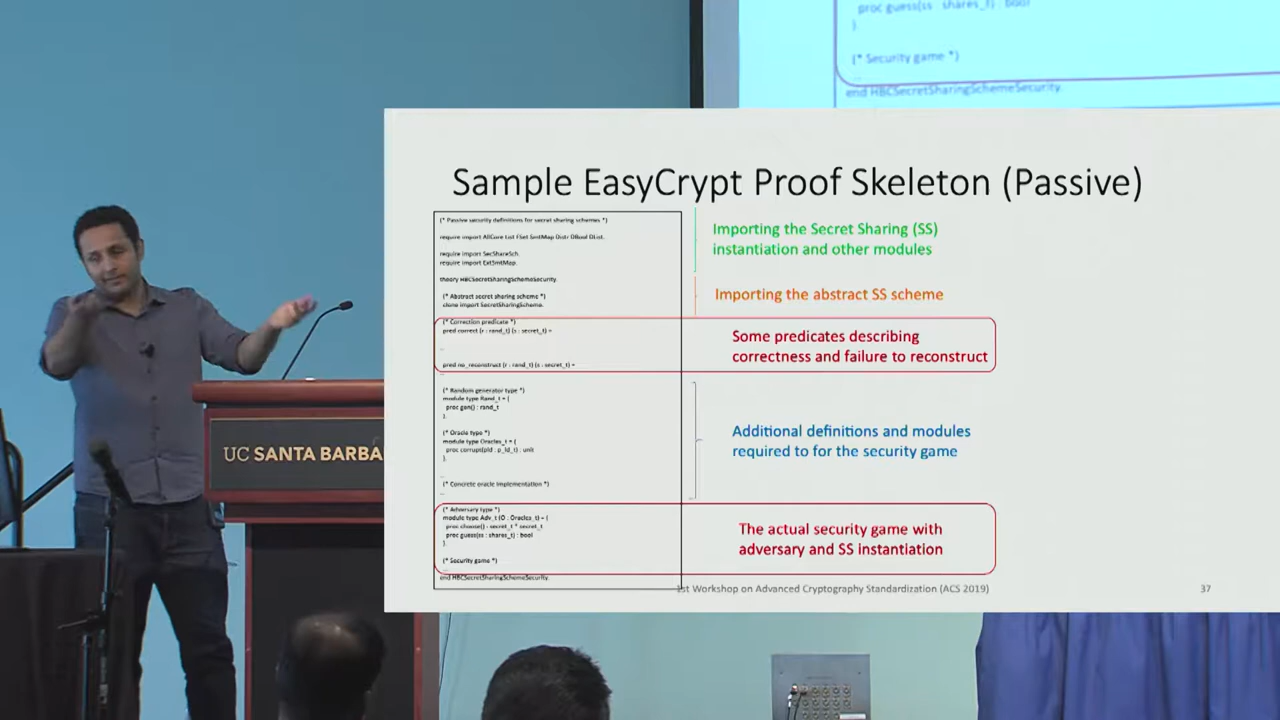 proc guess(ss : shares_t) : bool
}.
(* Security game *)
end HBCSecretSharingSchemeSecurity.
Sample EasyCrypt Proof Skeleton (Passive)
(* Passive security definitions for secret sharing schemes *)
require import AllCore List FSet SmtMap Distr DBool DList.
require import SecShareSch.
require import ExtSmtMap.
theory HBCSecretSharingSchemeSecurity.
(* Abstract secret sharing scheme *)
clone import SecretSharingScheme.
(* Correction predicate *)
pred correct (r : rand_t) (s : secret_t) =
...
pred no_reconstruct (r : rand_t) (s : secret_t) =
...
(* Random generator type *)
module type Rand_t = {
proc gen() : rand_t
}.
(* Oracle type *)
module type Oracles_t = {
proc corrupt(pid : p_id_t) : unit
}.
...
(* Concrete oracle implementation *)
...
(* Adversary type *)
module type Adv_t (O : Oracles_t) = {
proc choose() : secret_t * secret_t
proc guess(ss : shares_t) : bool
}.
(* Security game *)
...
end HBCSecretSharingSchemeSecurity.
Importing the Secret Sharing (SS)
instantiation and other modules
Importing the abstract SS scheme
Some predicates describing
correctness and failure to reconstruct
Additional definitions and modules
required to for the security game
The actual security game with
adversary and SS instantiation
1st Workshop on Advanced Cryptography Standardization (ACS 2019)
37
UC SANTA BARBA